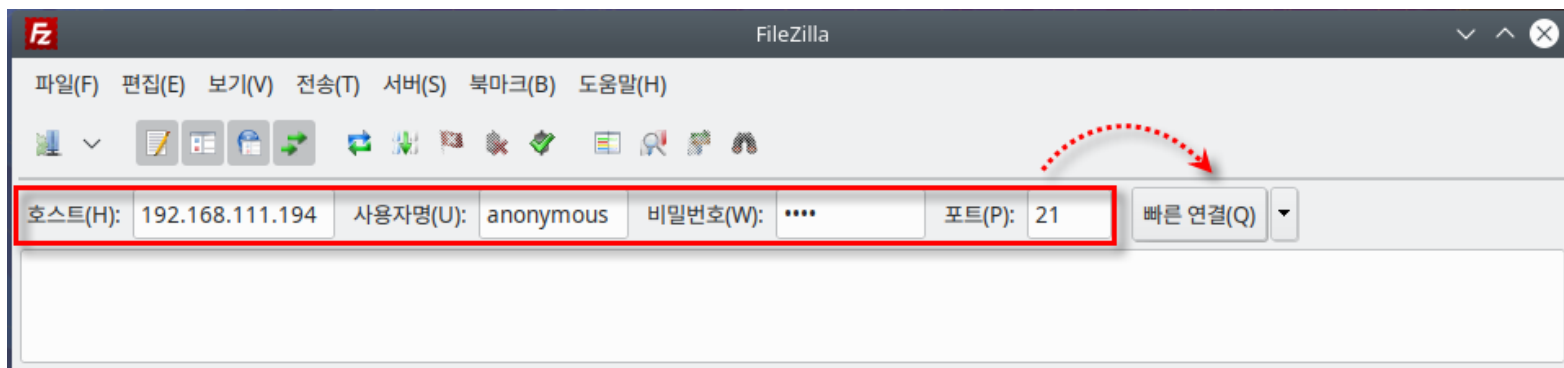 Fz FileZilla
파일(F) 편집(E) 보기(V) 전송(T) 서버(S) 북마크(B) 도움말(H)
호스트(H): 192.168.111.194 사용자명(U): anonymous 비밀번호(W): •••• 포트(P): 21 빠른 연결(Q)